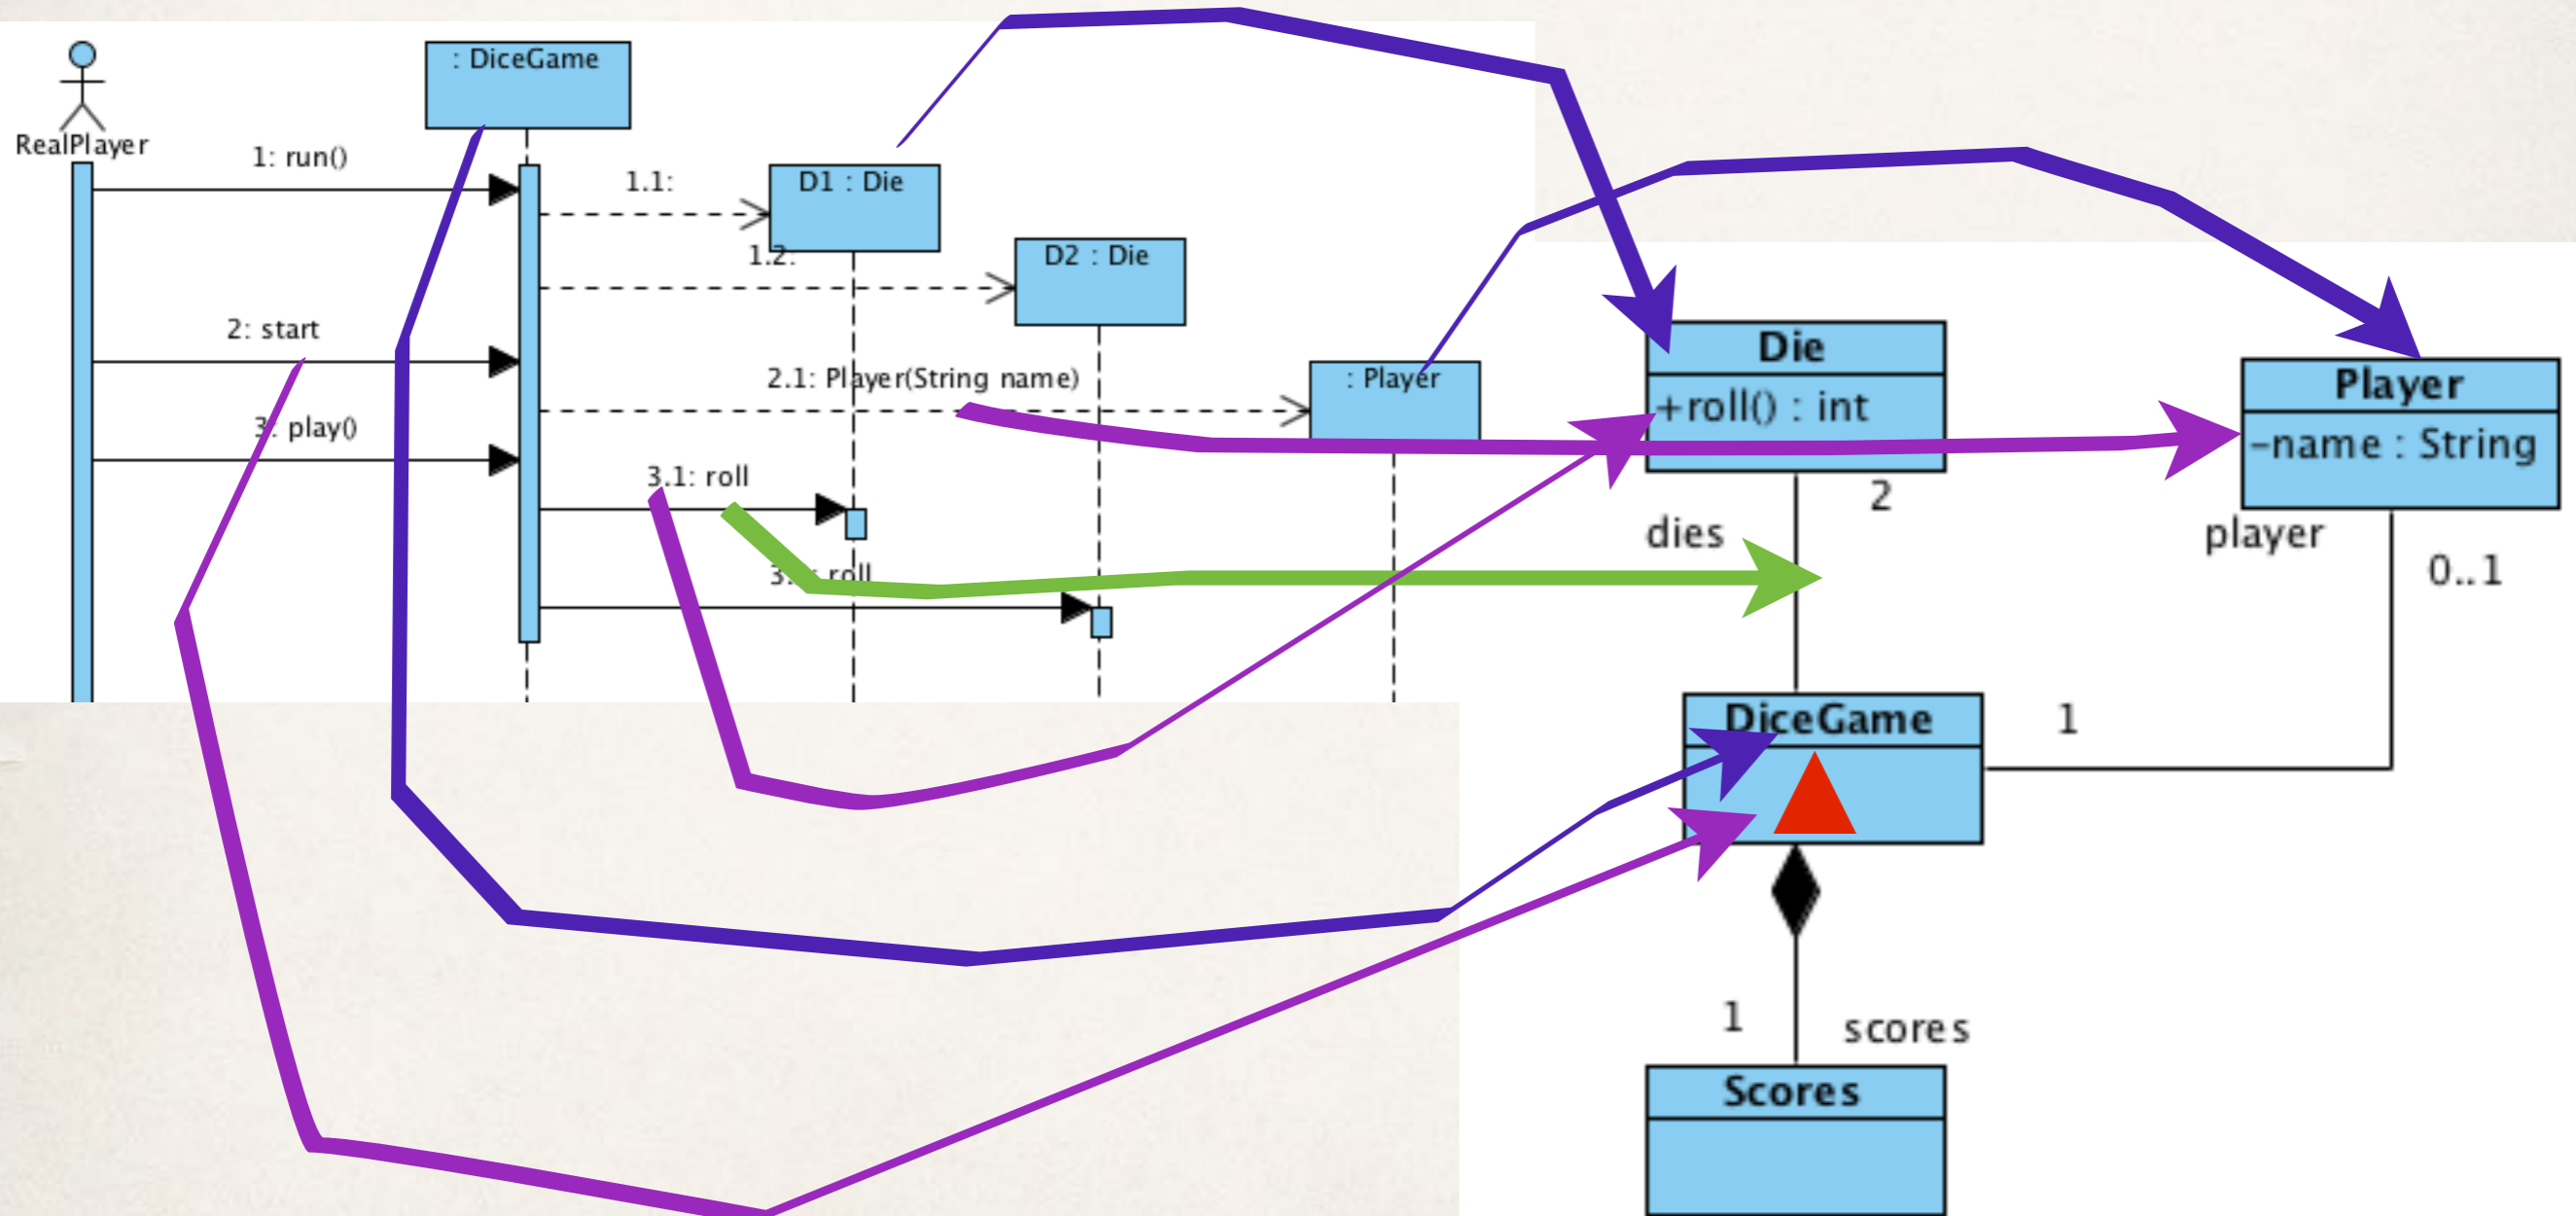 : DiceGame
RealPlayer
1: run()
1.1:
D1 : Die
1.2:
D2 : Die
2: start
2.1: Player(String name)
: Player
3: play()
3.1: roll
roll
Die
+roll() : int
2
dies
Player
-name : String
player
0..1
DiceGame
1
1
scores
Scores